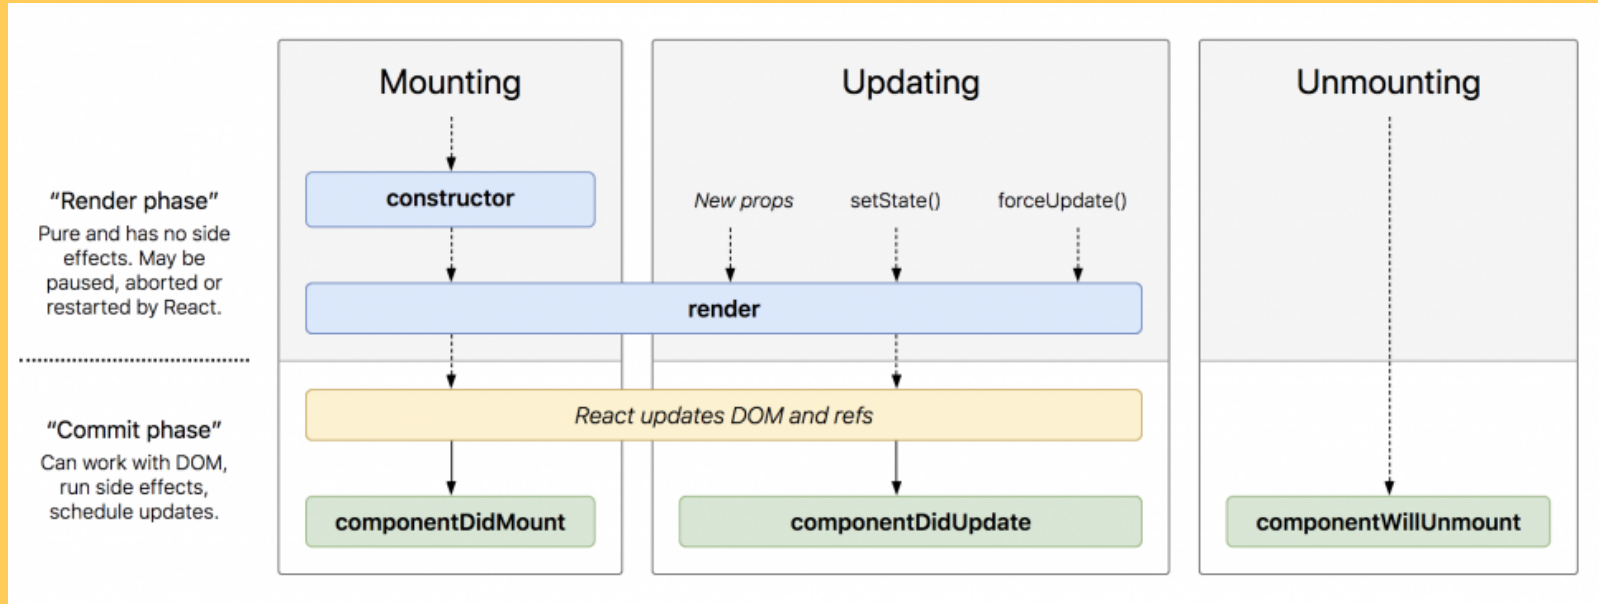 Mounting
Updating
Unmounting
“Render phase”
Pure and has no side
effects. May be
paused, aborted or
restarted by React.
constructor
New props
setState()
forceUpdate()
render
“Commit phase”
Can work with DOM,
run side effects,
schedule updates.
React updates DOM and refs
componentDidMount
componentDidUpdate
componentWillUnmount